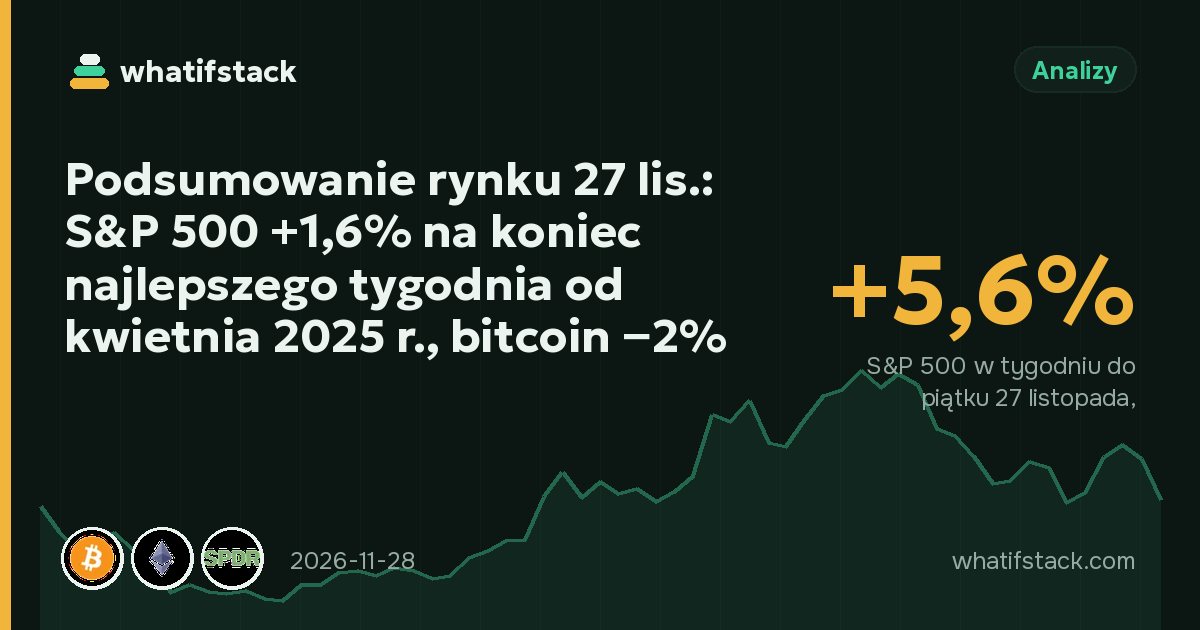 whatifstack
Analizy
Podsumowanie rynku 27 lis.:
S&P 500 +1,6% na koniec
najlepszego tygodnia od
kwietnia 2025 r., bitcoin −2%
+5,6%
S&P 500 w tygodniu do
piątku 27 listopada,
SPDR
2026-11-28
whatifstack.com